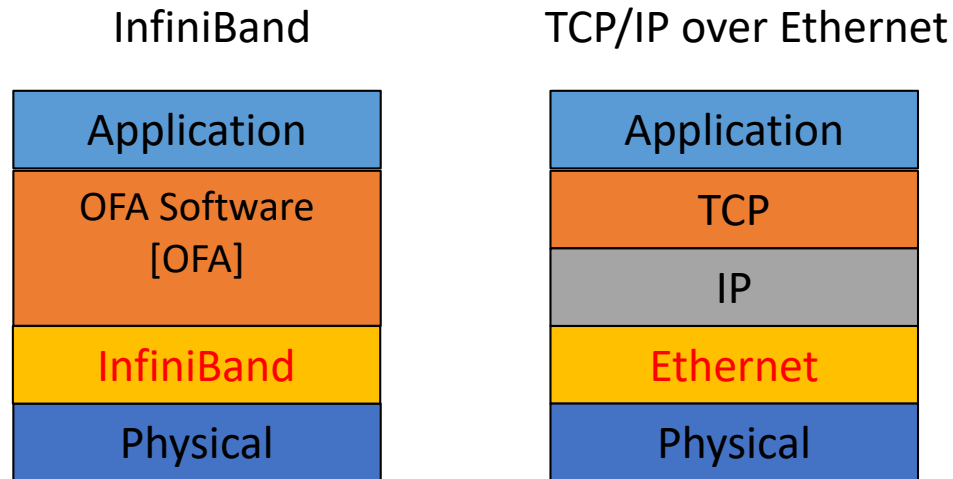 InfiniBand
Application
OFA Software
[OFA]
InfiniBand
Physical
TCP/IP over Ethernet
Application
TCP
IP
Ethernet
Physical